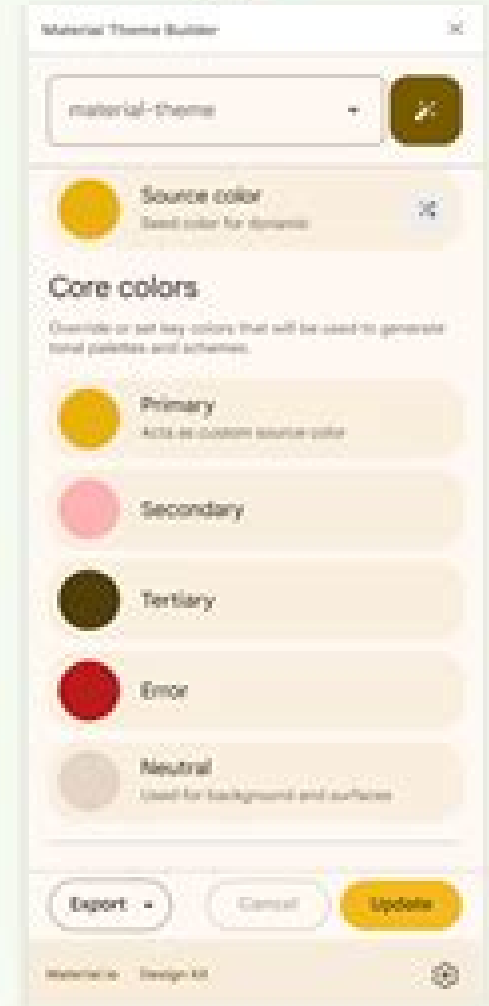 Material Theme Builder
material-theme
Source color
Seed color for dynamic
Core colors
Override or set key colors that will be used to generate
tonal palettes and schemes.
Primary
Acts as custom source color
Secondary
Tertiary
Error
Neutral
Used for background and surfaces
Export
Cancel
Update
Material.io
Design Kit